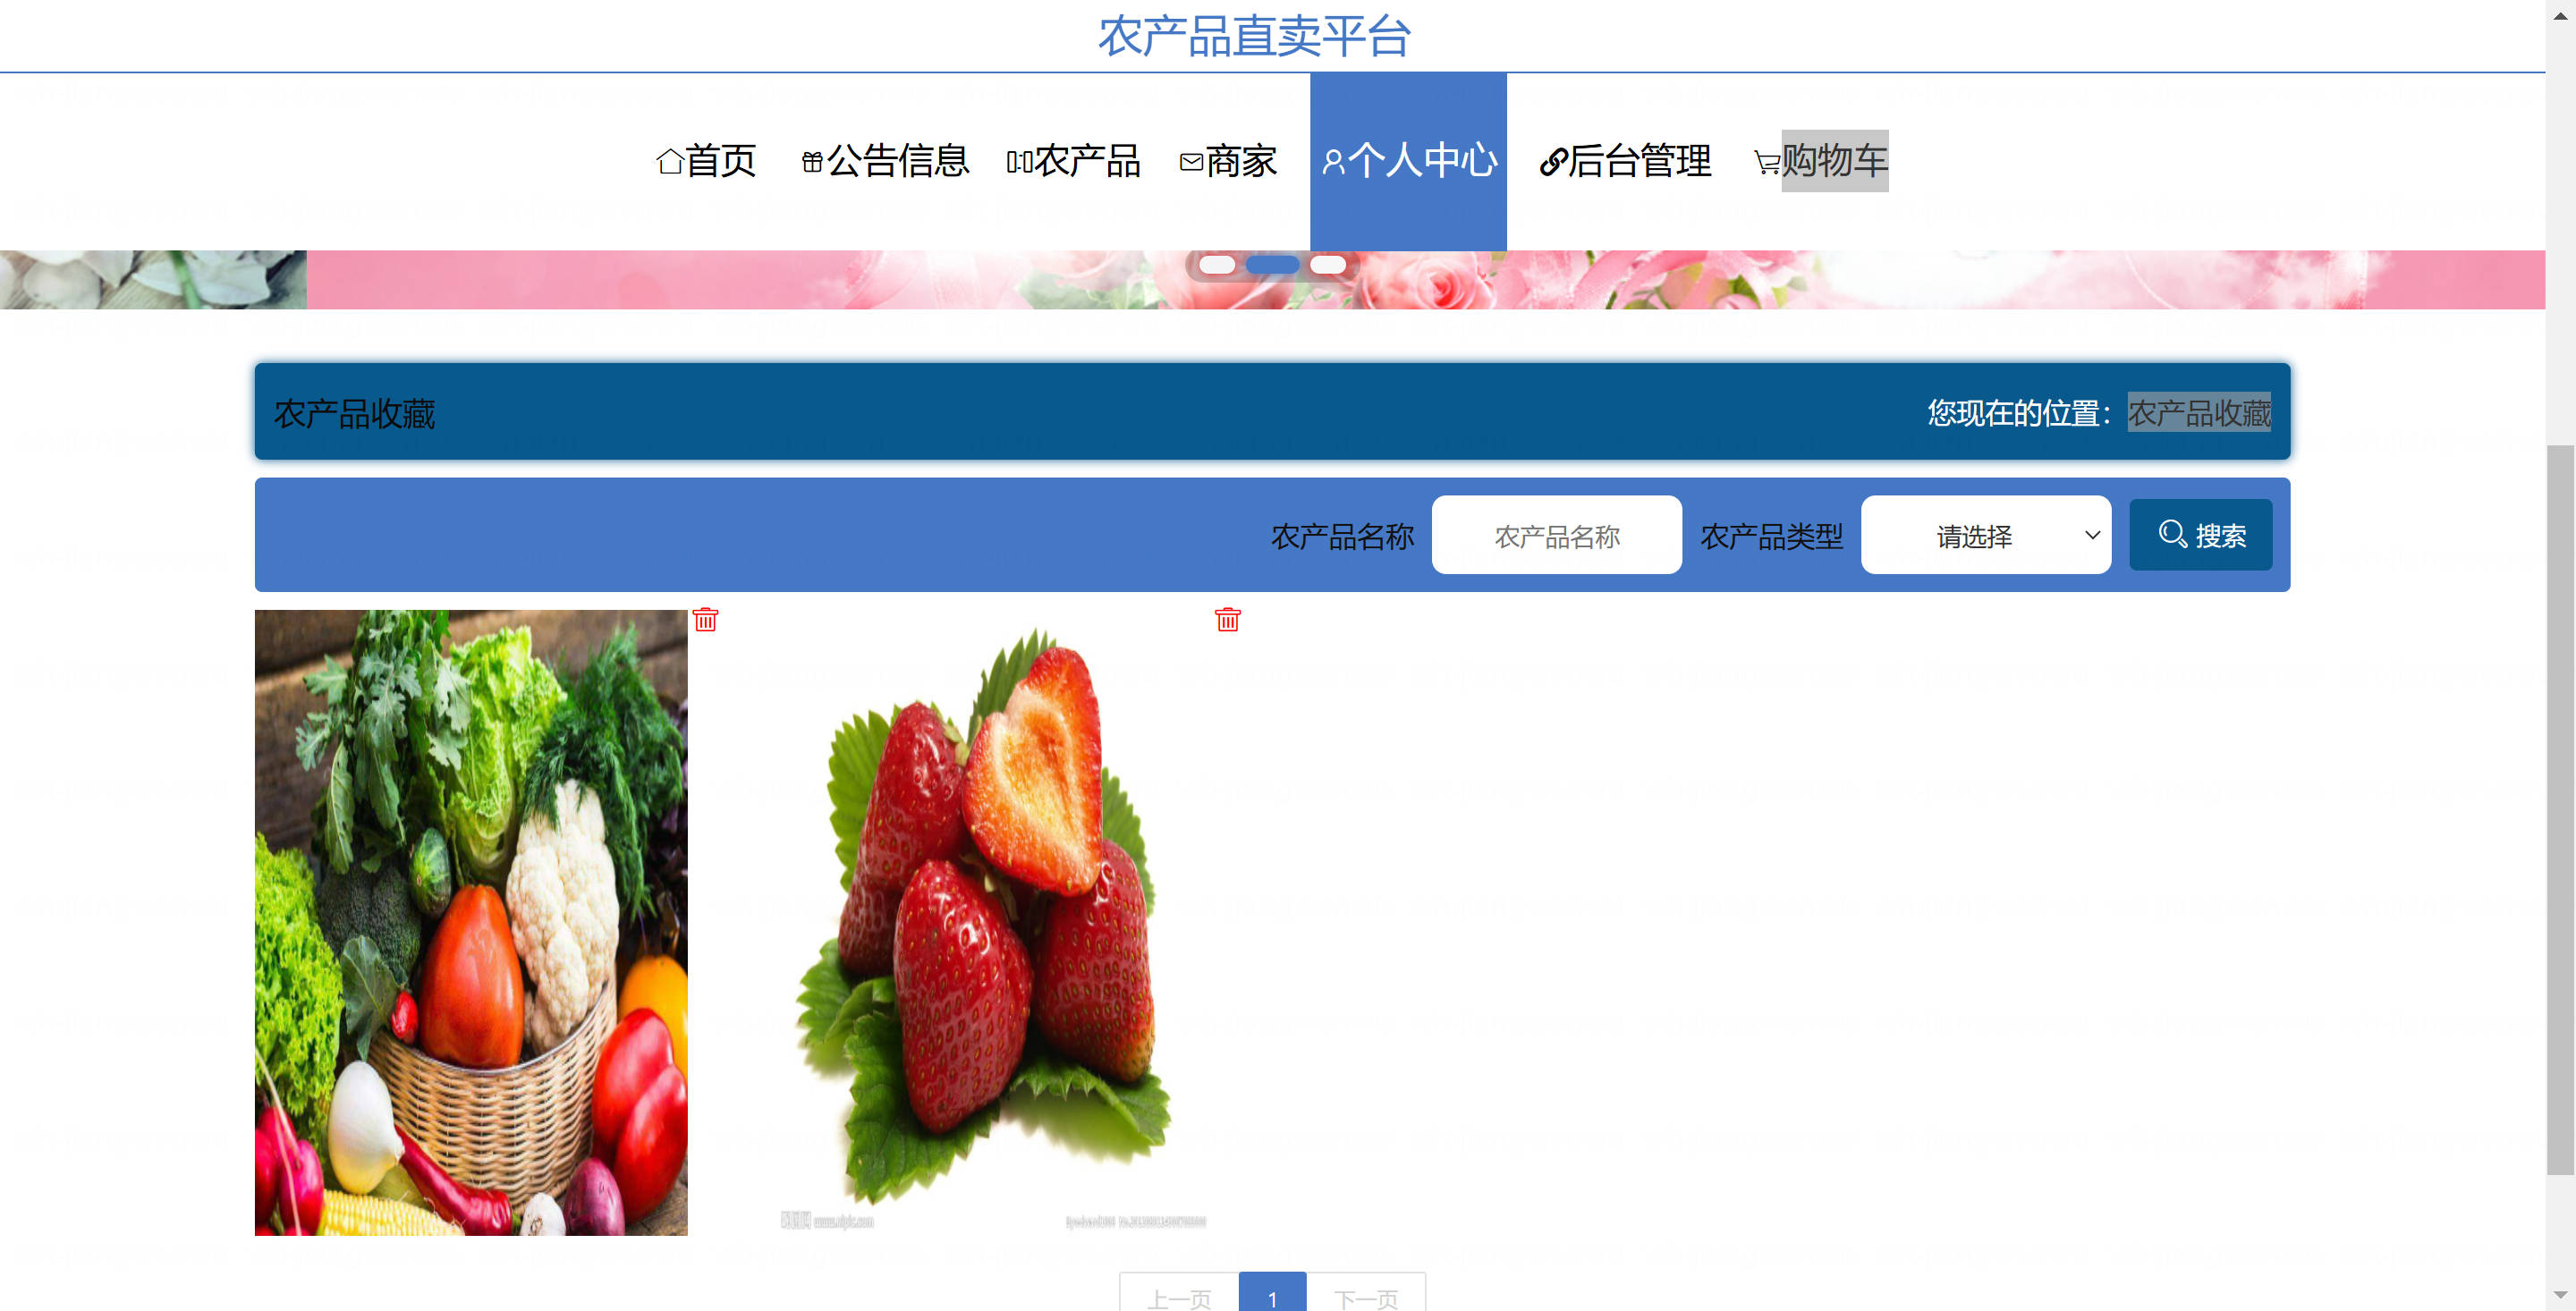 农产品直卖平台
首页 公告信息 农产品 商家 个人中心 后台管理 购物车
农产品收藏 您现在的位置：农产品收藏
农产品名称 农产品名称 农产品类型 请选择 搜索
上一页 1 下一页